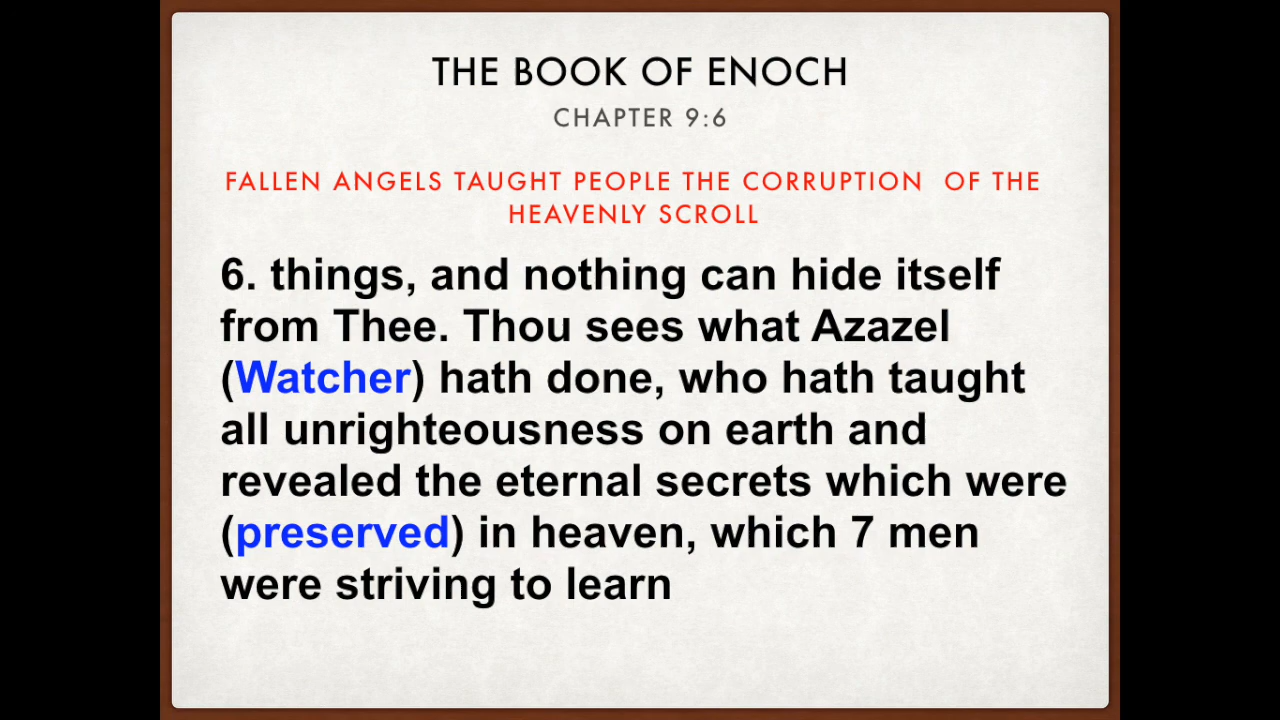 THE BOOK OF ENOCH
CHAPTER 9:6
FALLEN ANGELS TAUGHT PEOPLE THE CORRUPTION OF THE
HEAVENLY SCROLL
6. things, and nothing can hide itself
from Thee. Thou sees what Azazel
(Watcher) hath done, who hath taught
all unrighteousness on earth and
revealed the eternal secrets which were
(preserved) in heaven, which 7 men
were striving to learn